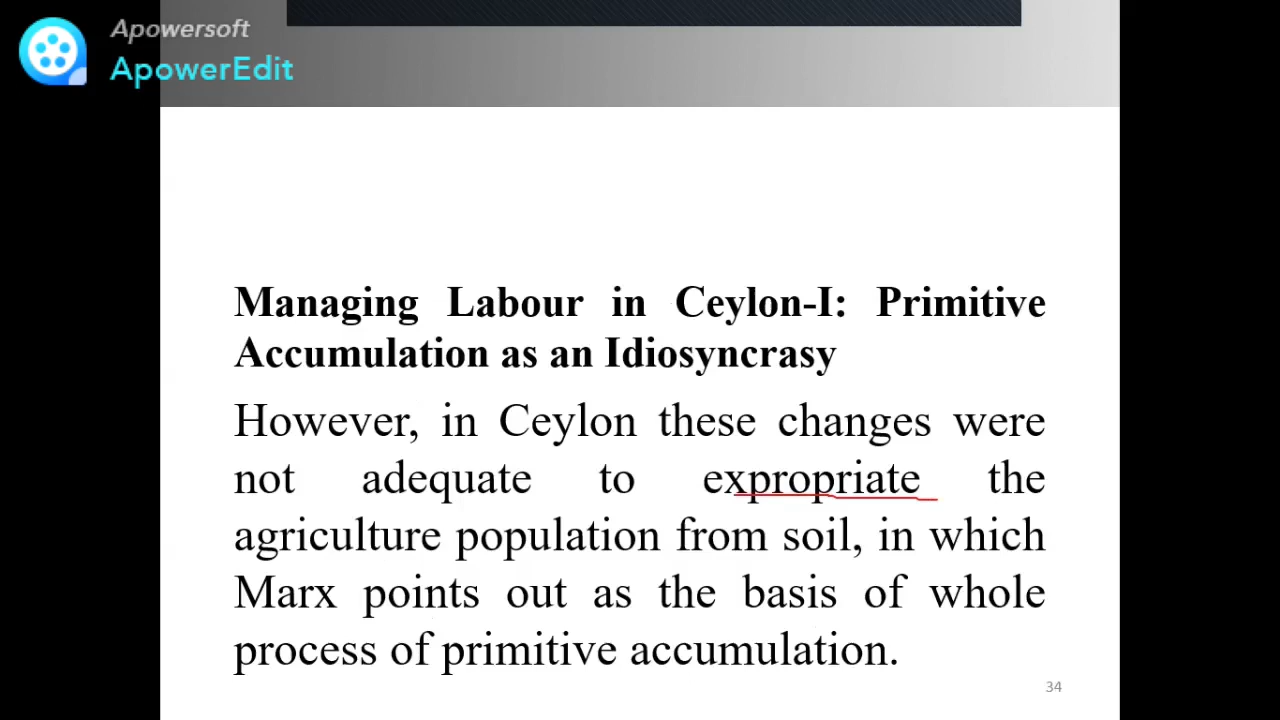 Apowersoft
ApowerEdit
Managing Labour in Ceylon-I: Primitive
Accumulation as an Idiosyncrasy
However, in Ceylon these changes were
not adequate to expropriate the
agriculture population from soil, in which
Marx points out as the basis of whole
process of primitive accumulation.
34